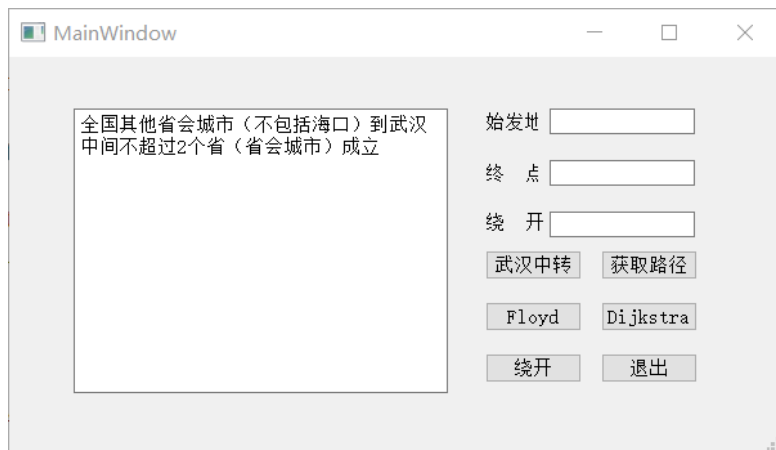 MainWindow
全国其他省会城市（不包括海口）到武汉
中间不超过2个省（省会城市）成立
始发地
终 点
绕 开
武汉中转 获取路径
Floyd Dijkstra
绕开 退出